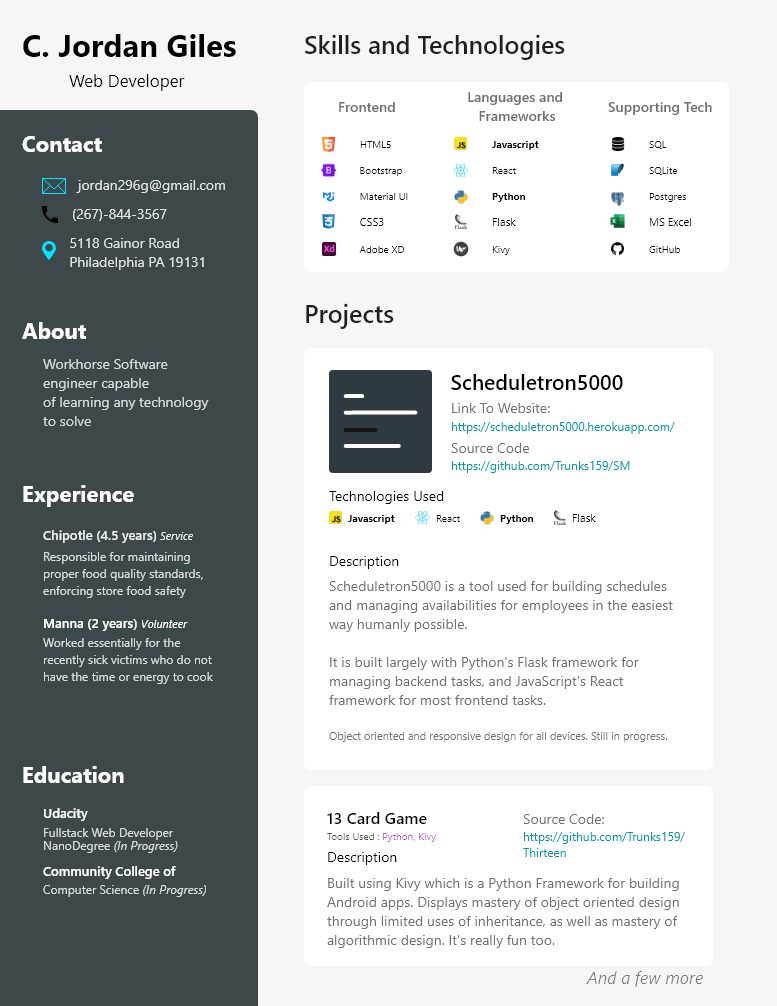 C. Jordan Giles
Web Developer
Contact
jordan296g@gmail.com
(267)-844-3567
5118 Gainor Road
Philadelphia PA 19131
About
Workhorse Software
engineer capable
of learning any technology
to solve
Experience
Chipotle (4.5 years) Service
Responsible for maintaining
proper food quality standards,
enforcing store food safety
Manna (2 years) Volunteer
Worked essentially for the
recently sick victims who do not
have the time or energy to cook
Education
Udacity
Fullstack Web Developer
NanoDegree (In Progress)
Community College of
Computer Science (In Progress)
Skills and Technologies
Frontend
HTML5
Bootstrap
Material UI
CSS3
Xd Adobe XD
Languages and
Frameworks
JS Javascript
React
Python
Flask Flask
Kivy
Supporting Tech
SQL
SQLite
Postgres
MS Excel
GitHub
Projects
Scheduletron5000
Link To Website:
https://scheduletron5000.herokuapp.com/
Source Code
https://github.com/Trunks159/SM
Technologies Used
JS Javascript React Python Flask Flask
Description
Scheduletron5000 is a tool used for building schedules
and managing availabilities for employees in the easiest
way humanly possible.
It is built largely with Python's Flask framework for
managing backend tasks, and JavaScript's React
framework for most frontend tasks.
Object oriented and responsive design for all devices. Still in progress.
13 Card Game
Tools Used : Python, Kivy
Source Code:
https://github.com/Trunks159/
Thirteen
Description
Built using Kivy which is a Python Framework for building
Android apps. Displays mastery of object oriented design
through limited uses of inheritance, as well as mastery of
algorithmic design. It's really fun too.
And a few more